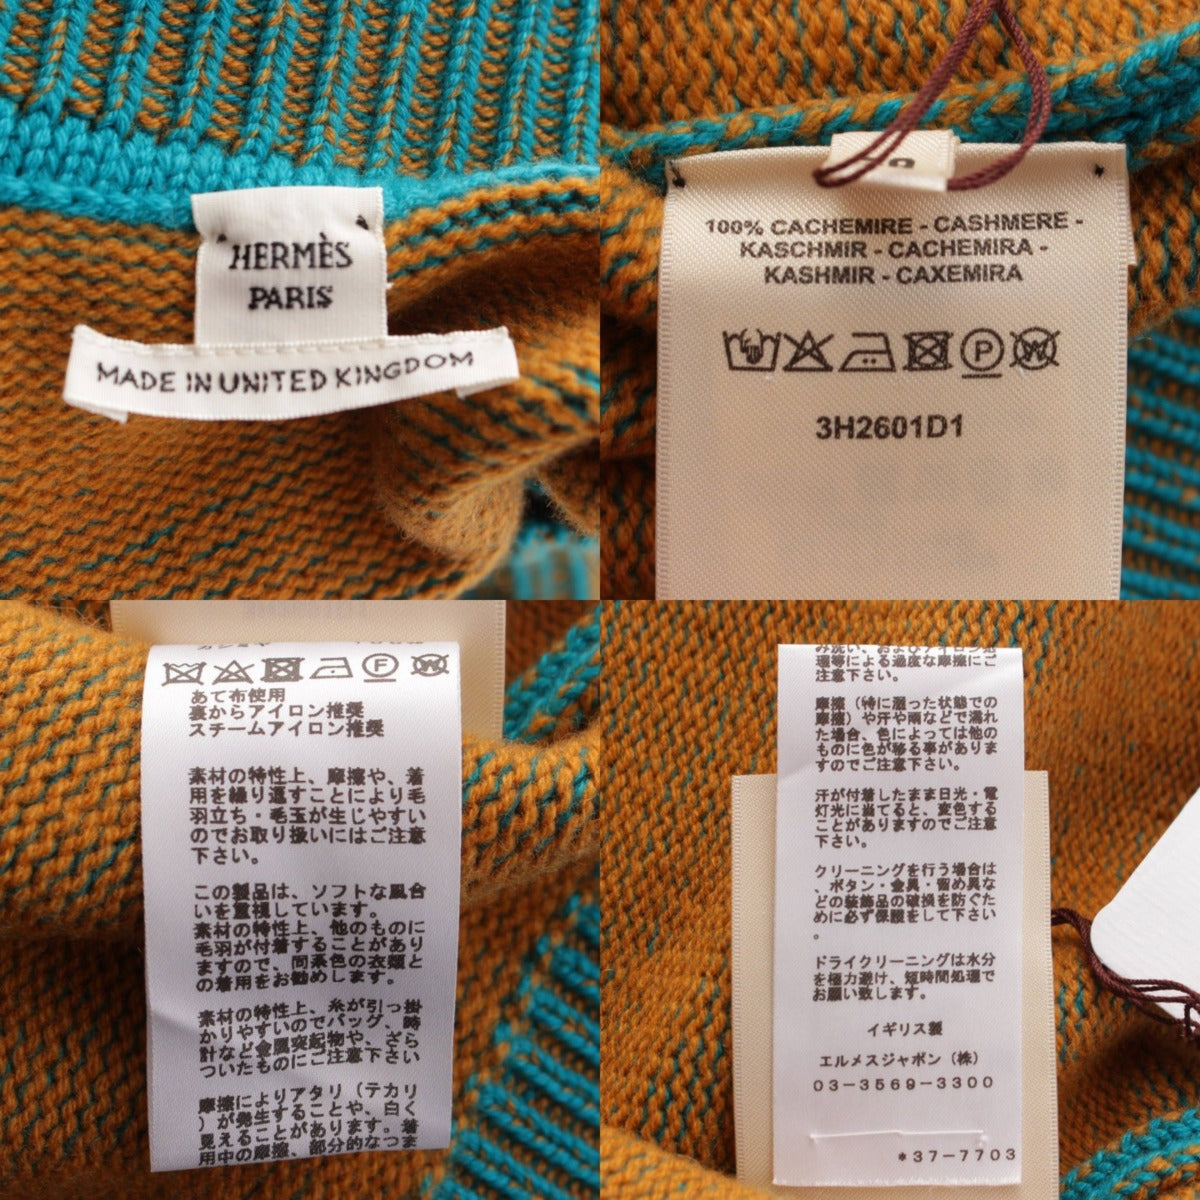 HERMÈS
PARIS
MADE IN UNITED KINGDOM
100% CACHEMIRE - CASHMERE -
KASCHMIR - CACHEMIRA -
KASHMIR - CAXEMIRA
P W
3H2601D1
F W
あて布使用
裏からアイロン推奨
スチームアイロン推奨
素材の特性上、摩擦や、着
用を繰り返すことにより毛
羽立ち・毛玉が生じやすい
のでお取り扱いにはご注意
下さい。
この製品は、ソフトな風合
いを重視しています。
素材の特性上、他のものに
毛羽が付着することがあり
ますので、同系色の衣類と
の着用をお勧めします。
素材の特性上、糸が引っ掛
かりやすいのでバッグ、時
計など金属突起物や、ざら
ついたものにご注意下さい
。
摩擦によりアタリ（テカリ
）が発生することや、白く
見えることがあります。着
用中の摩擦、部分的なつま
み洗い、およびアイロン処
理等による過度な摩擦にご
注意下さい。
摩擦（特に湿った状態での
摩擦）や汗や雨などで濡れ
た場合、色によっては他の
ものに色が移る事がありま
すのでご注意下さい。
汗が付着したまま日光・電
灯光に当てると、変色する
ことがありますのでご注意
下さい。
クリーニングを行う場合は
、ボタン・金具・留め具な
どの装飾品の破損を防ぐた
めに必ず保護をして下さい
。
ドライクリーニングは水分
を極力避け、短時間処理で
お願い致します。
イギリス製
エルメスジャポン（株）
03-3569-3300
*37-7703